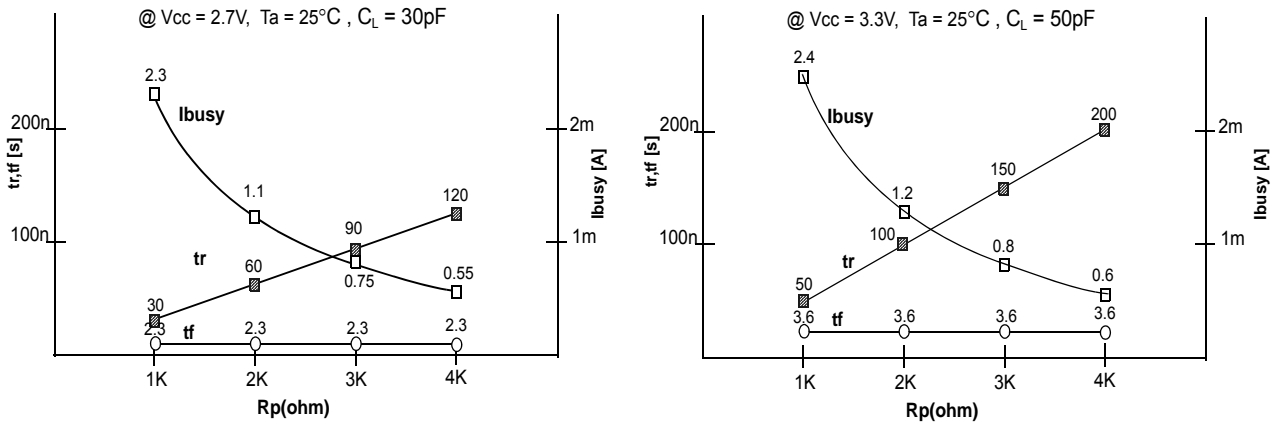 @ Vcc = 2.7V, Ta = 25°C , CL = 30pF
2.3
Ibusy
200n
2m
tr,tf [s]
Ibusy [A]
1.1
120
100n
90
1m
tr
60
0.75
0.55
30
2.3
tf
2.3
2.3
2.3
1K
2K
3K
4K
Rp(ohm)
@ Vcc = 3.3V, Ta = 25°C , CL = 50pF
2.4
Ibusy
200
200n
2m
tr,tf [s]
Ibusy [A]
150
1.2
100
100n
0.8
1m
tr
50
0.6
3.6
tf
3.6
3.6
3.6
1K
2K
3K
4K
Rp(ohm)